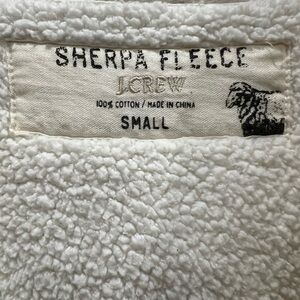 SHERPA FLEECE
J.CREW
100% COTTON / MADE IN CHINA
SMALL